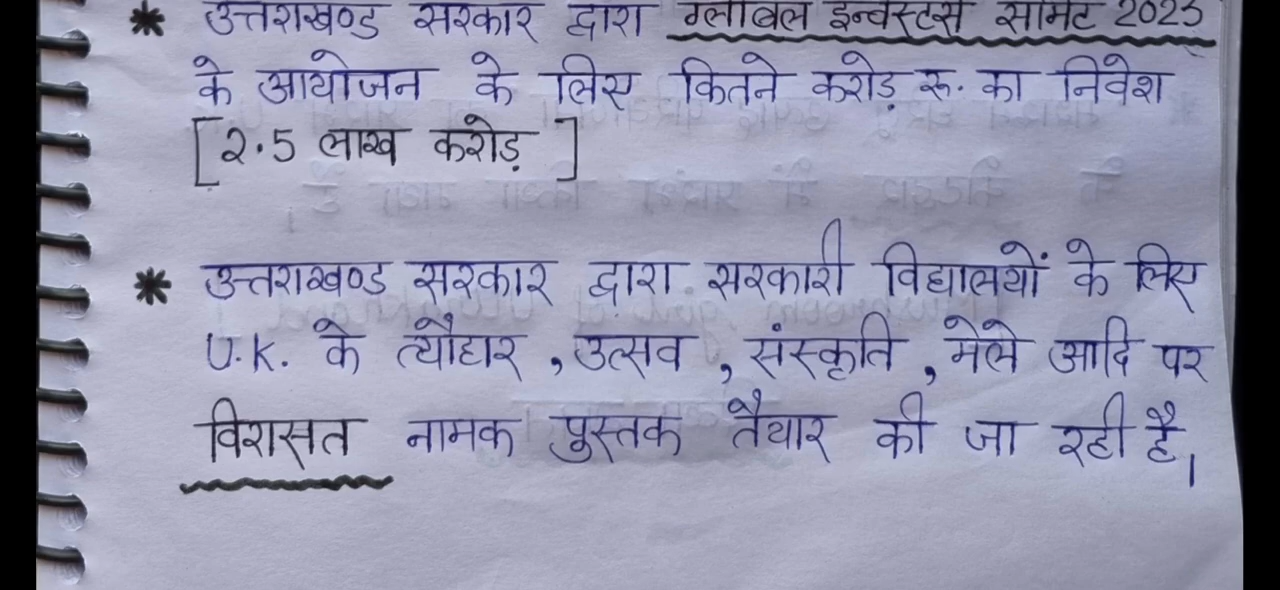 * उत्तराखण्ड सरकार द्वारा ग्लोबल इन्वेस्टर्स समिट 2023
के आयोजन के लिए कितने करोड़ रू. का निवेश
[2.5 लाख करोड़ ]
* उत्तराखण्ड सरकार द्वारा सरकारी विद्यालयों के लिए
U.K. के त्यौहार , उत्सव , संस्कृति , मेले आदि पर
विरासत नामक पुस्तक तैयार की जा रही है।